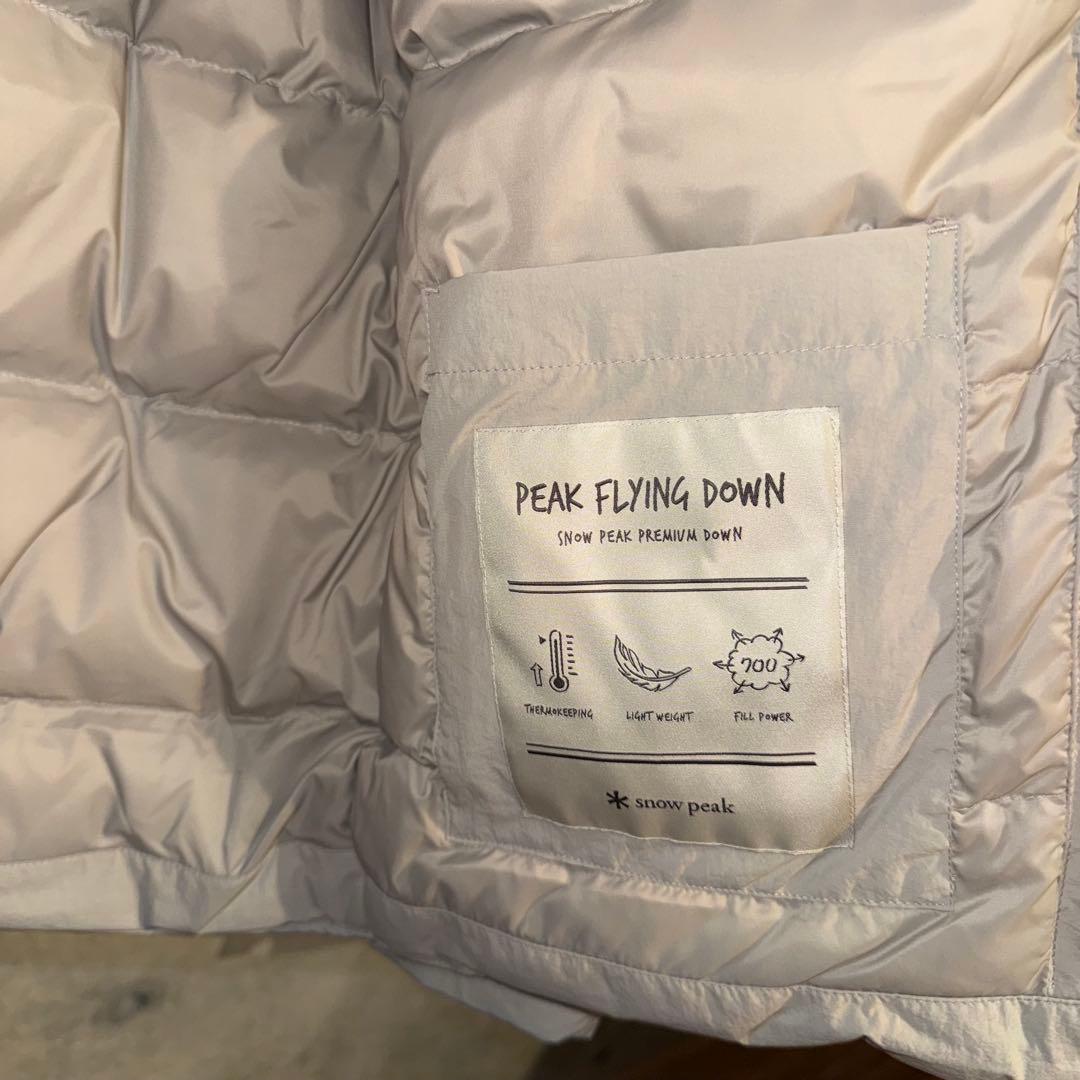 PEAK FLYING DOWN
SNOW PEAK PREMIUM DOWN
700
THERMOKEEPING LIGHT WEIGHT FILL POWER
snow peak